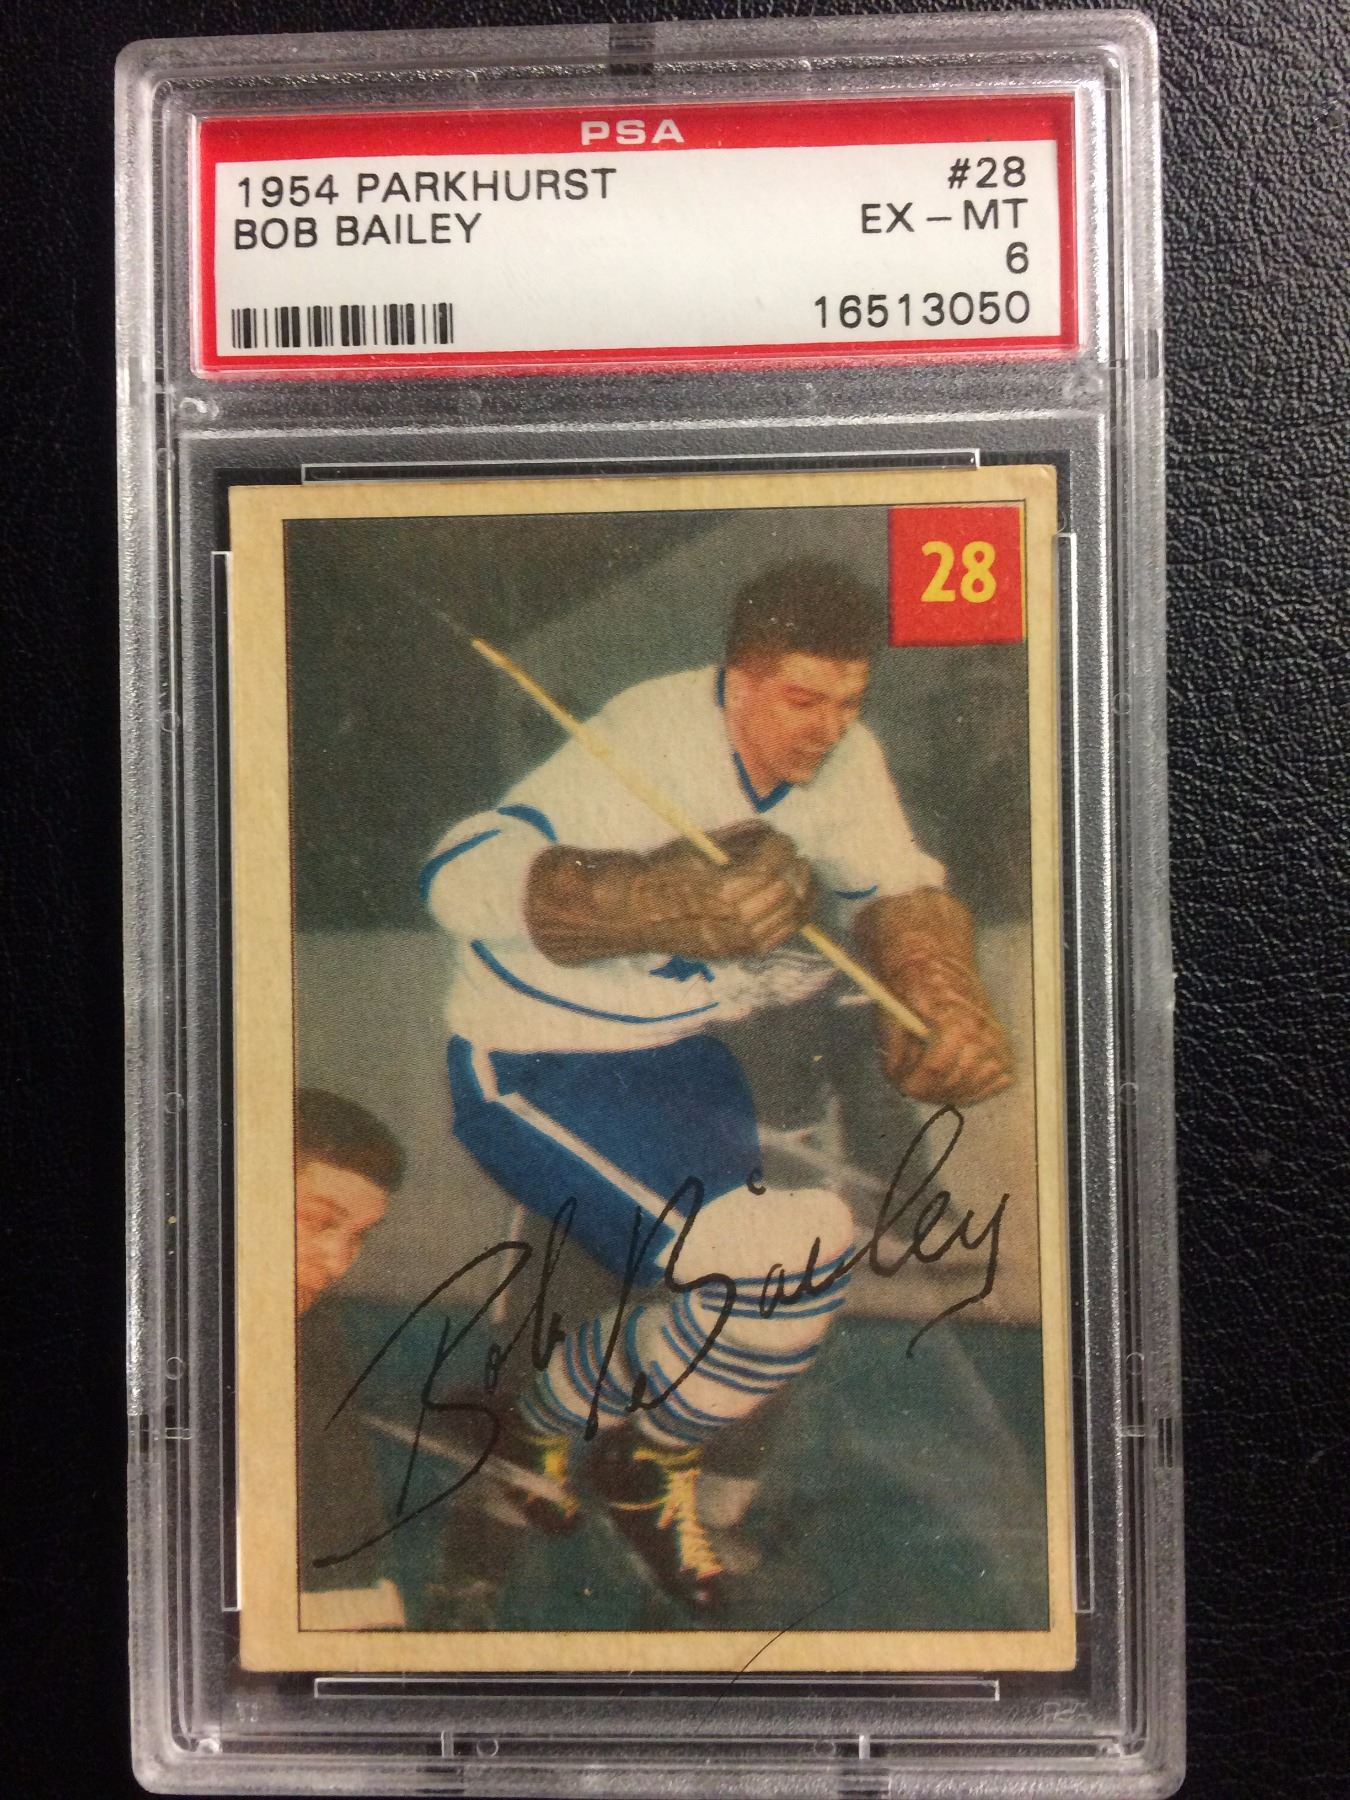 PSA
1954 PARKHURST #28
BOB BAILEY EX - MT
6
16513050
28
Bob Bailey